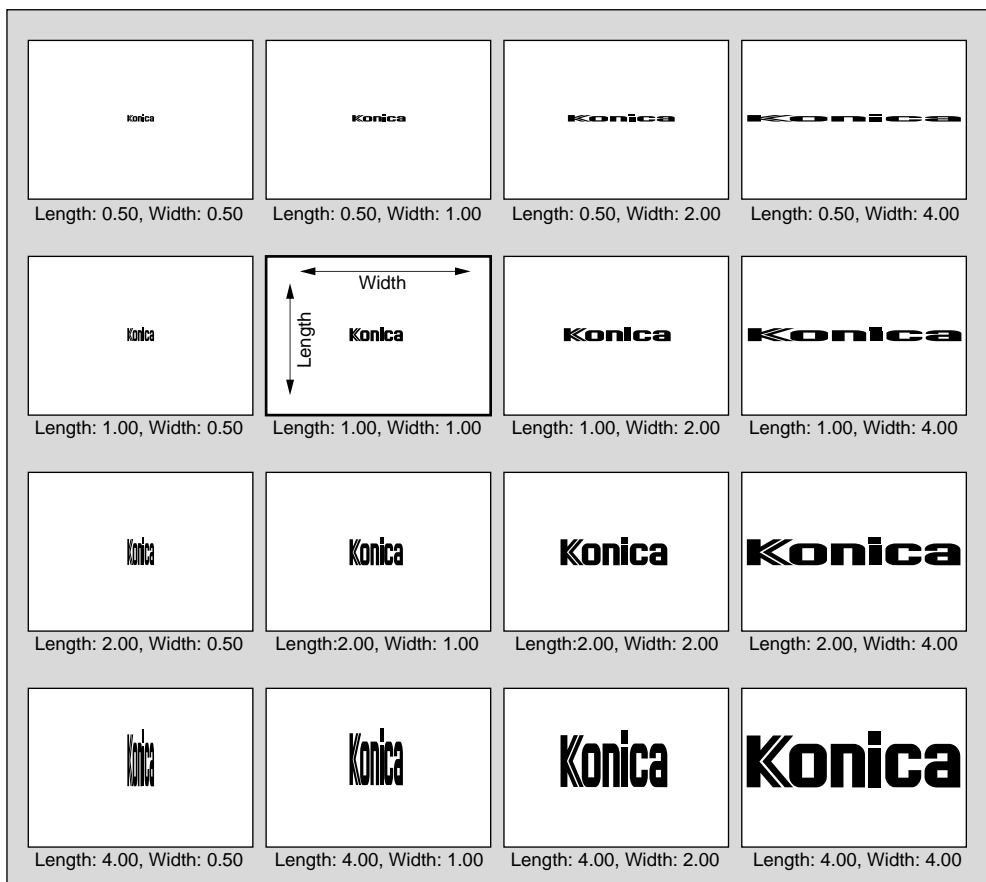 Konica Konica Konica Konica
Length: 0.50, Width: 0.50 Length: 0.50, Width: 1.00 Length: 0.50, Width: 2.00 Length: 0.50, Width: 4.00
Width
Length
Konica Konica Konica Konica
Length: 1.00, Width: 0.50 Length: 1.00, Width: 1.00 Length: 1.00, Width: 2.00 Length: 1.00, Width: 4.00
Konica Konica Konica Konica
Length: 2.00, Width: 0.50 Length:2.00, Width: 1.00 Length:2.00, Width: 2.00 Length: 2.00, Width: 4.00
Konica Konica Konica Konica
Length: 4.00, Width: 0.50 Length: 4.00, Width: 1.00 Length: 4.00, Width: 2.00 Length: 4.00, Width: 4.00